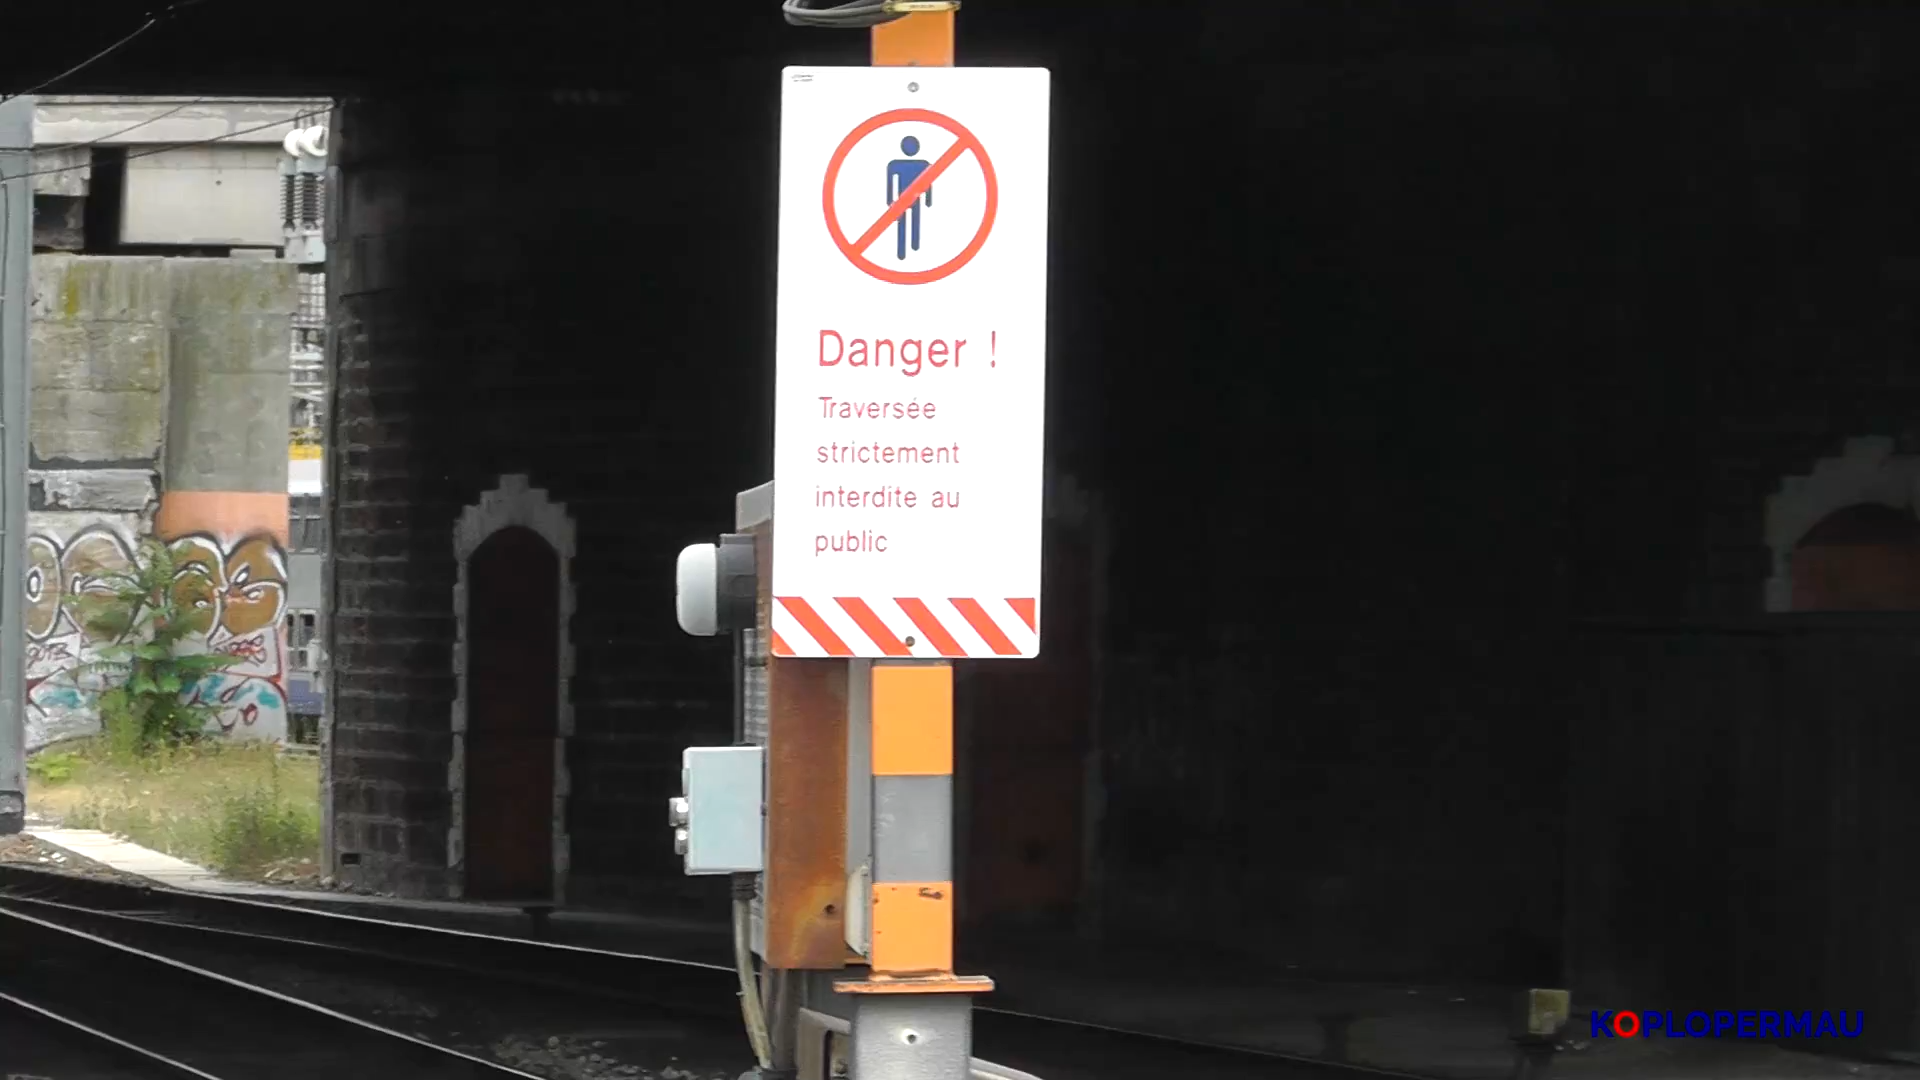 Danger !
Traversée
strictement
interdite au
public
KOPLOPERMAU